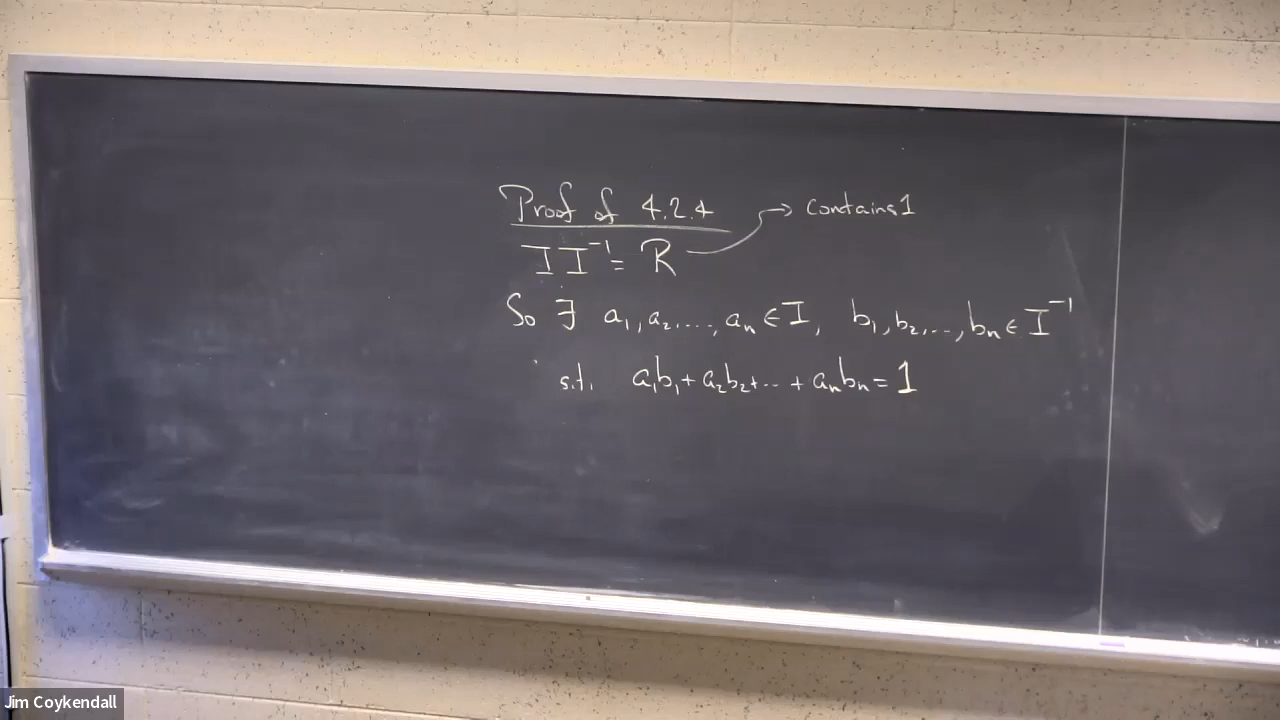 Proof of 4.2.4
→ contains 1
I I⁻¹ = R
So ∃ a₁, a₂, ..., aₙ ∈ I, b₁, b₂, ..., bₙ ∈ I⁻¹
s.t. a₁b₁ + a₂b₂ + ... + aₙbₙ = 1
Jim Coykendall